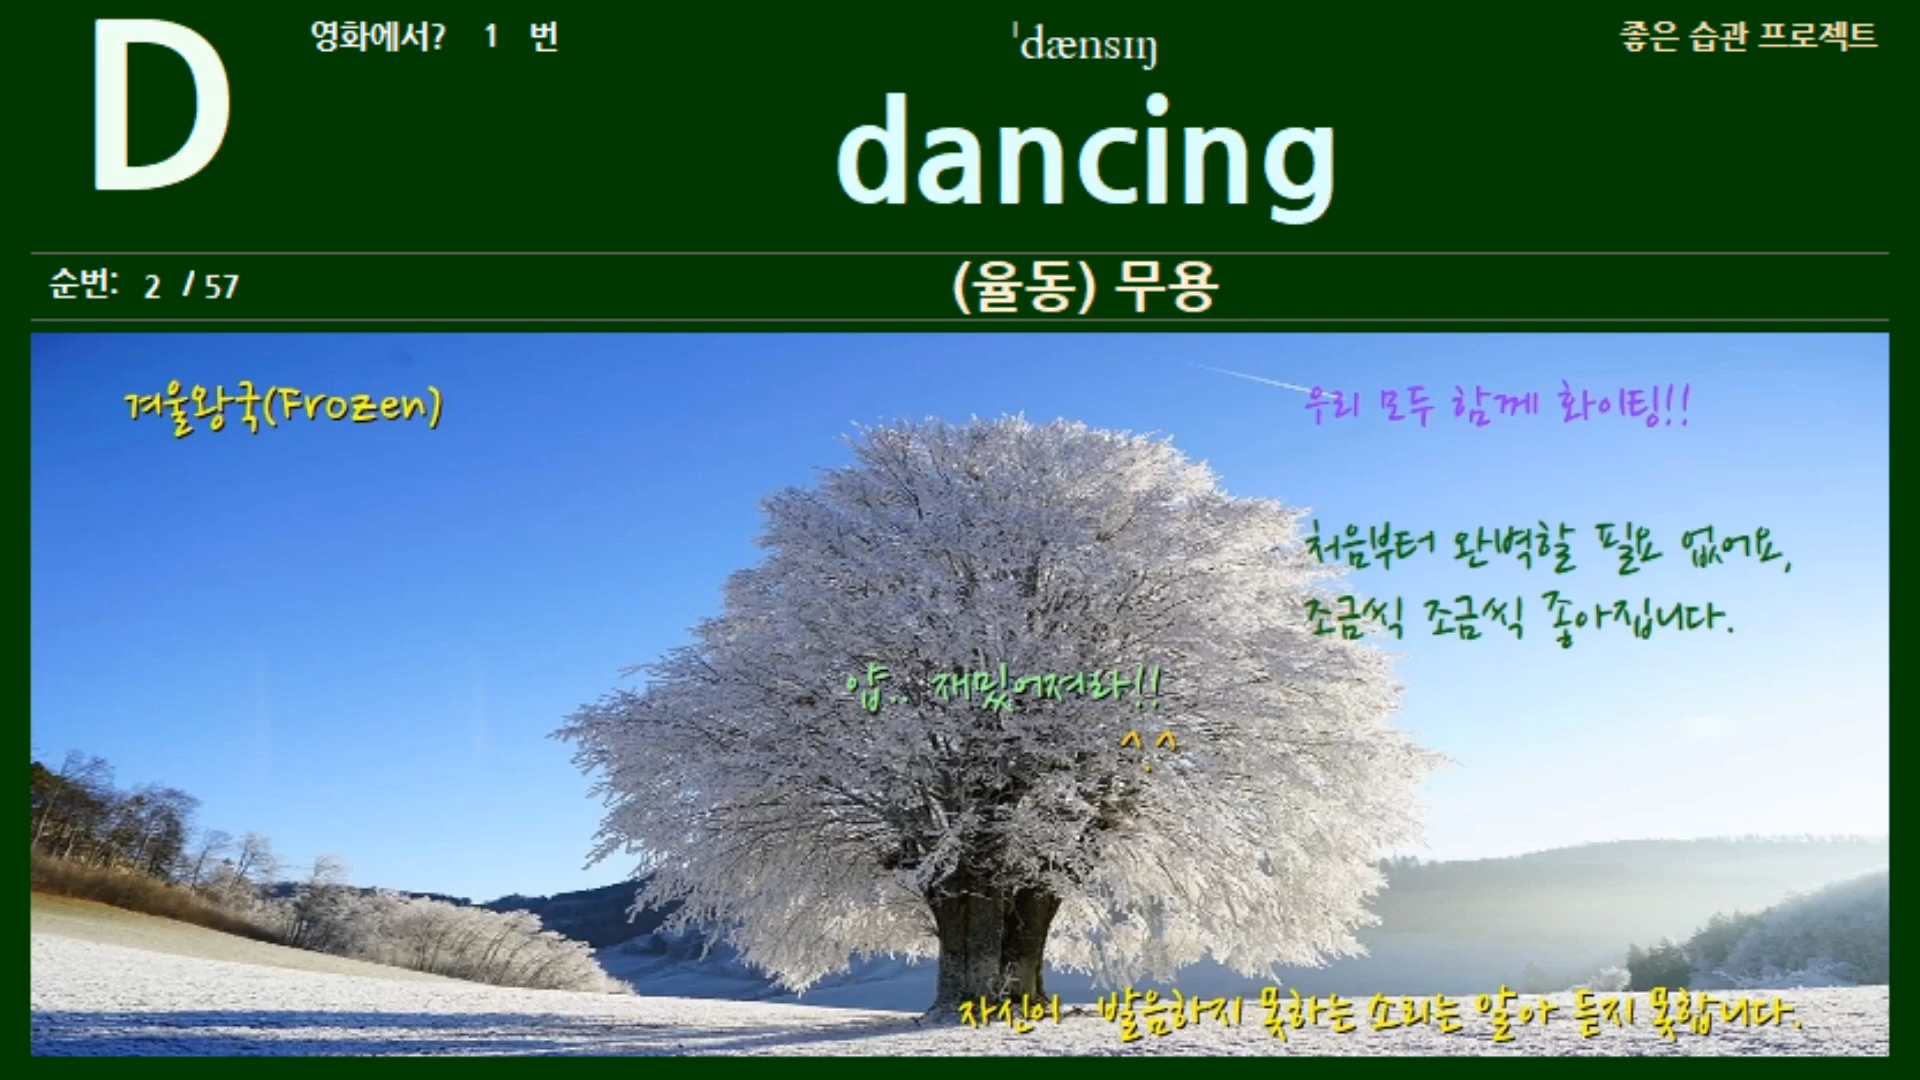 D
영화에서? 1 번
ˈdænsɪŋ
좋은 습관 프로젝트
dancing
순번: 2 / 57
(율동) 무용
겨울왕국(Frozen)
우리 모두 함께 화이팅!!
처음부터 완벽할 필요 없어요,
조금씩 조금씩 좋아집니다.
얍.. 재밌어져라!!
^.^
자신이 발음하지 못하는 소리는 알아 듣지 못합니다.